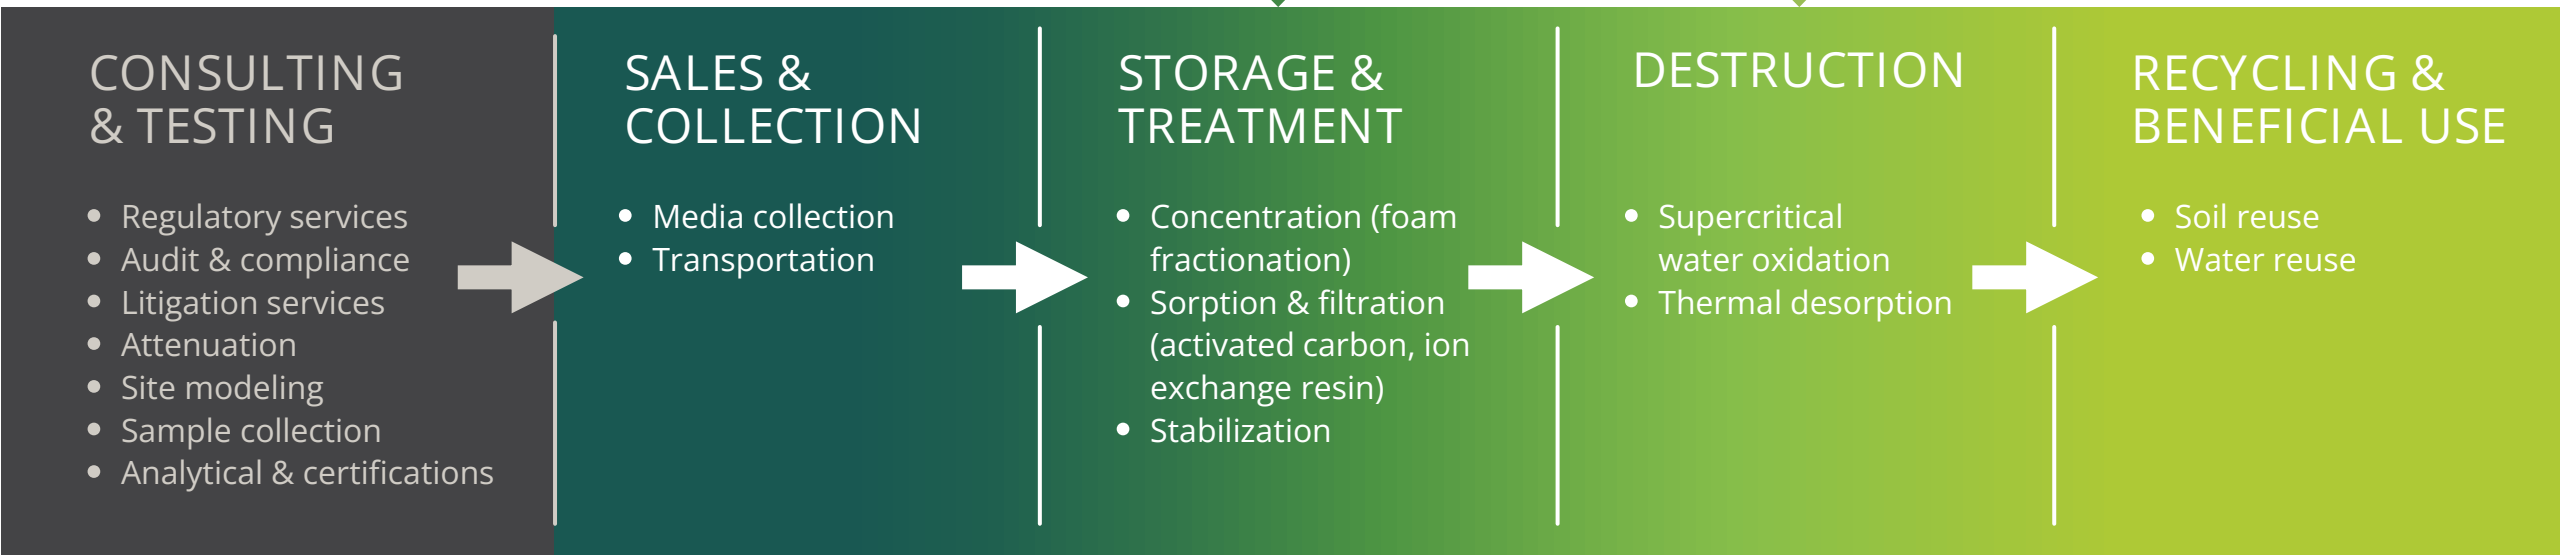 CONSULTING
& TESTING
• Regulatory services
• Audit & compliance
• Litigation services
• Attenuation
• Site modeling
• Sample collection
• Analytical & certifications
SALES &
COLLECTION
• Media collection
• Transportation
STORAGE &
TREATMENT
• Concentration (foam
fractionation)
• Sorption & filtration
(activated carbon, ion
exchange resin)
• Stabilization
DESTRUCTION
• Supercritical
water oxidation
• Thermal desorption
RECYCLING &
BENEFICIAL USE
• Soil reuse
• Water reuse